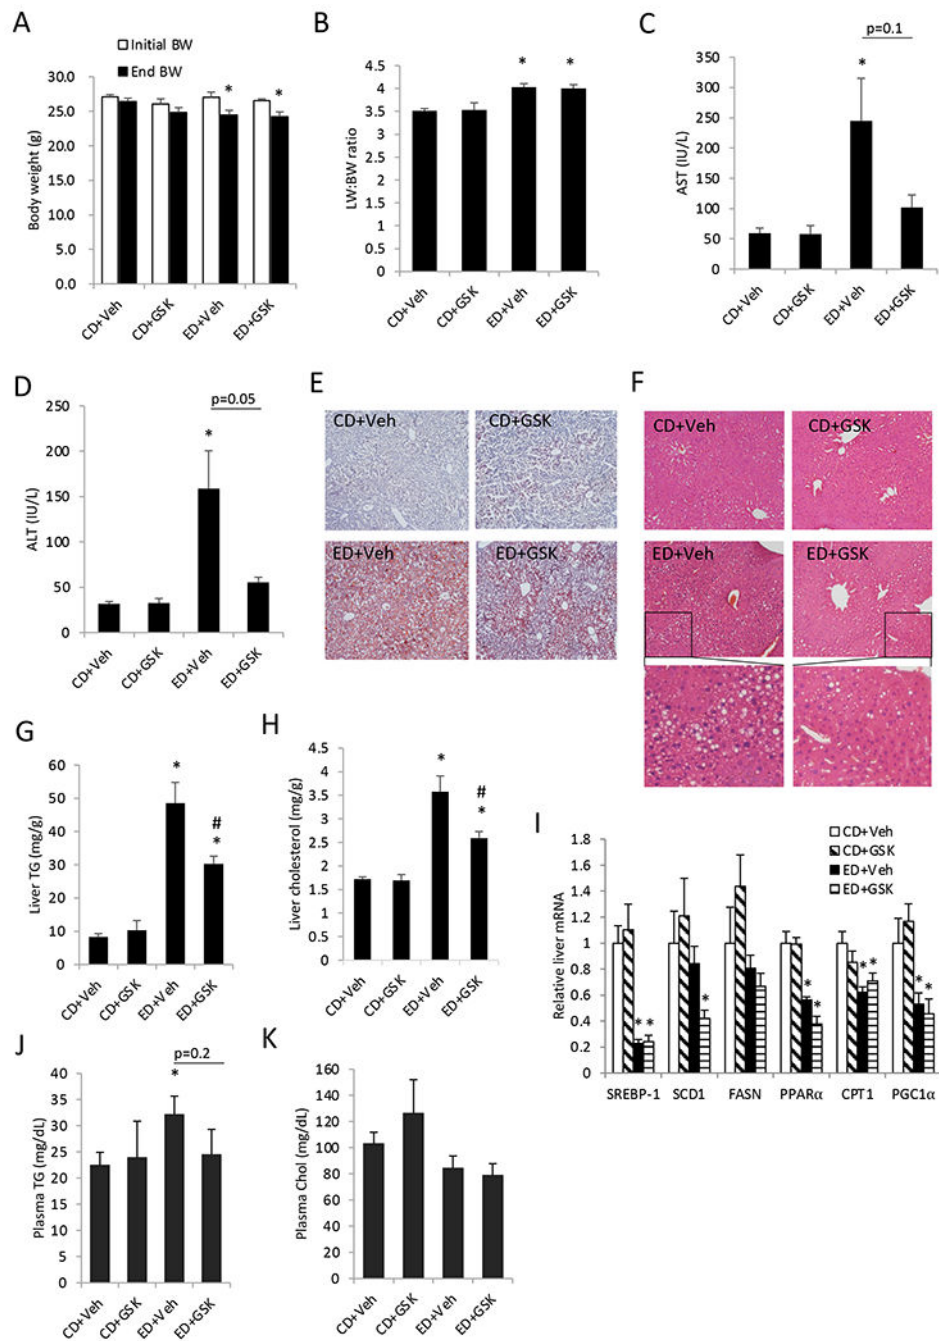 A
Initial BW
End BW
Body weight (g)
30.0
25.0
20.0
15.0
10.0
5.0
0.0
CD+Veh
CD+GSK
ED+Veh
ED+GSK
*
*
B
LW:BW ratio
4.5
4
3.5
3
2.5
2
1.5
1
0.5
0
CD+Veh
CD+GSK
ED+Veh
ED+GSK
*
*
C
p=0.1
*
AST (IU/L)
350
300
250
200
150
100
50
0
CD+Veh
CD+GSK
ED+Veh
ED+GSK
D
p=0.05
*
ALT (IU/L)
250
200
150
100
50
0
CD+Veh
CD+GSK
ED+Veh
ED+GSK
E
CD+Veh
CD+GSK
ED+Veh
ED+GSK
F
CD+Veh
CD+GSK
ED+Veh
ED+GSK
G
Liver TG (mg/g)
60
50
40
30
20
10
0
*
#
*
CD+Veh
CD+GSK
ED+Veh
ED+GSK
H
Liver cholesterol (mg/g)
4.5
4
3.5
3
2.5
2
1.5
1
0.5
0
*
#
*
CD+Veh
CD+GSK
ED+Veh
ED+GSK
I
CD+Veh
CD+GSK
ED+Veh
ED+GSK
Relative liver mRNA
1.8
1.6
1.4
1.2
1
0.8
0.6
0.4
0.2
0
* *
*
*
*
* *
*
*
SREBP-1
SCD1
FASN
PPARα
CPT1
PGC1α
J
p=0.2
*
Plasma TG (mg/dL)
40
35
30
25
20
15
10
5
0
CD+Veh
CD+GSK
ED+Veh
ED+GSK
K
Plasma Chol (mg/dL)
160
140
120
100
80
60
40
20
0
CD+Veh
CD+GSK
ED+Veh
ED+GSK